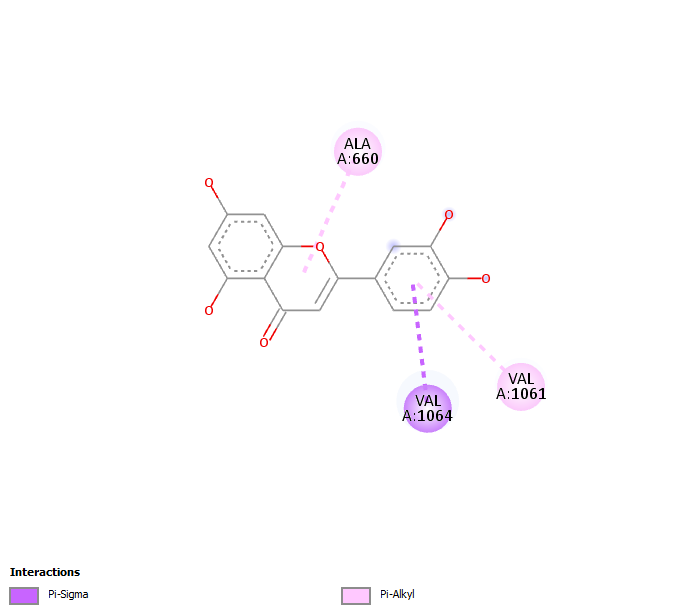 ALA
A:660
O
O
O
O
O
O
VAL
A:1061
VAL
A:1064
Interactions
Pi-Sigma
Pi-Alkyl